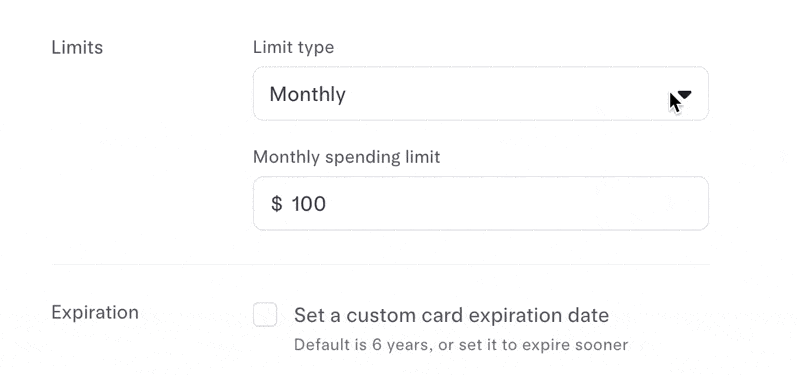 Limits
Limit type
Monthly
Monthly spending limit
$ 100
Expiration
Set a custom card expiration date
Default is 6 years, or set it to expire sooner